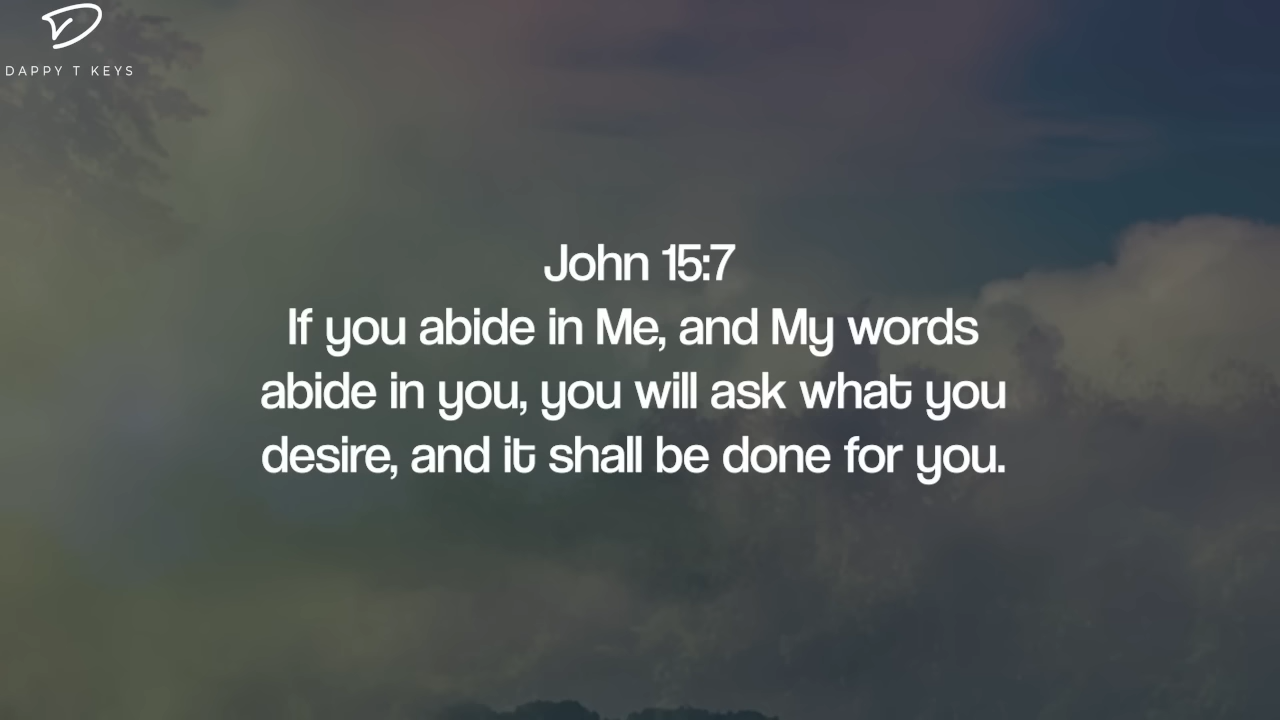 DAPPY T KEYS
John 15:7
If you abide in Me, and My words
abide in you, you will ask what you
desire, and it shall be done for you.